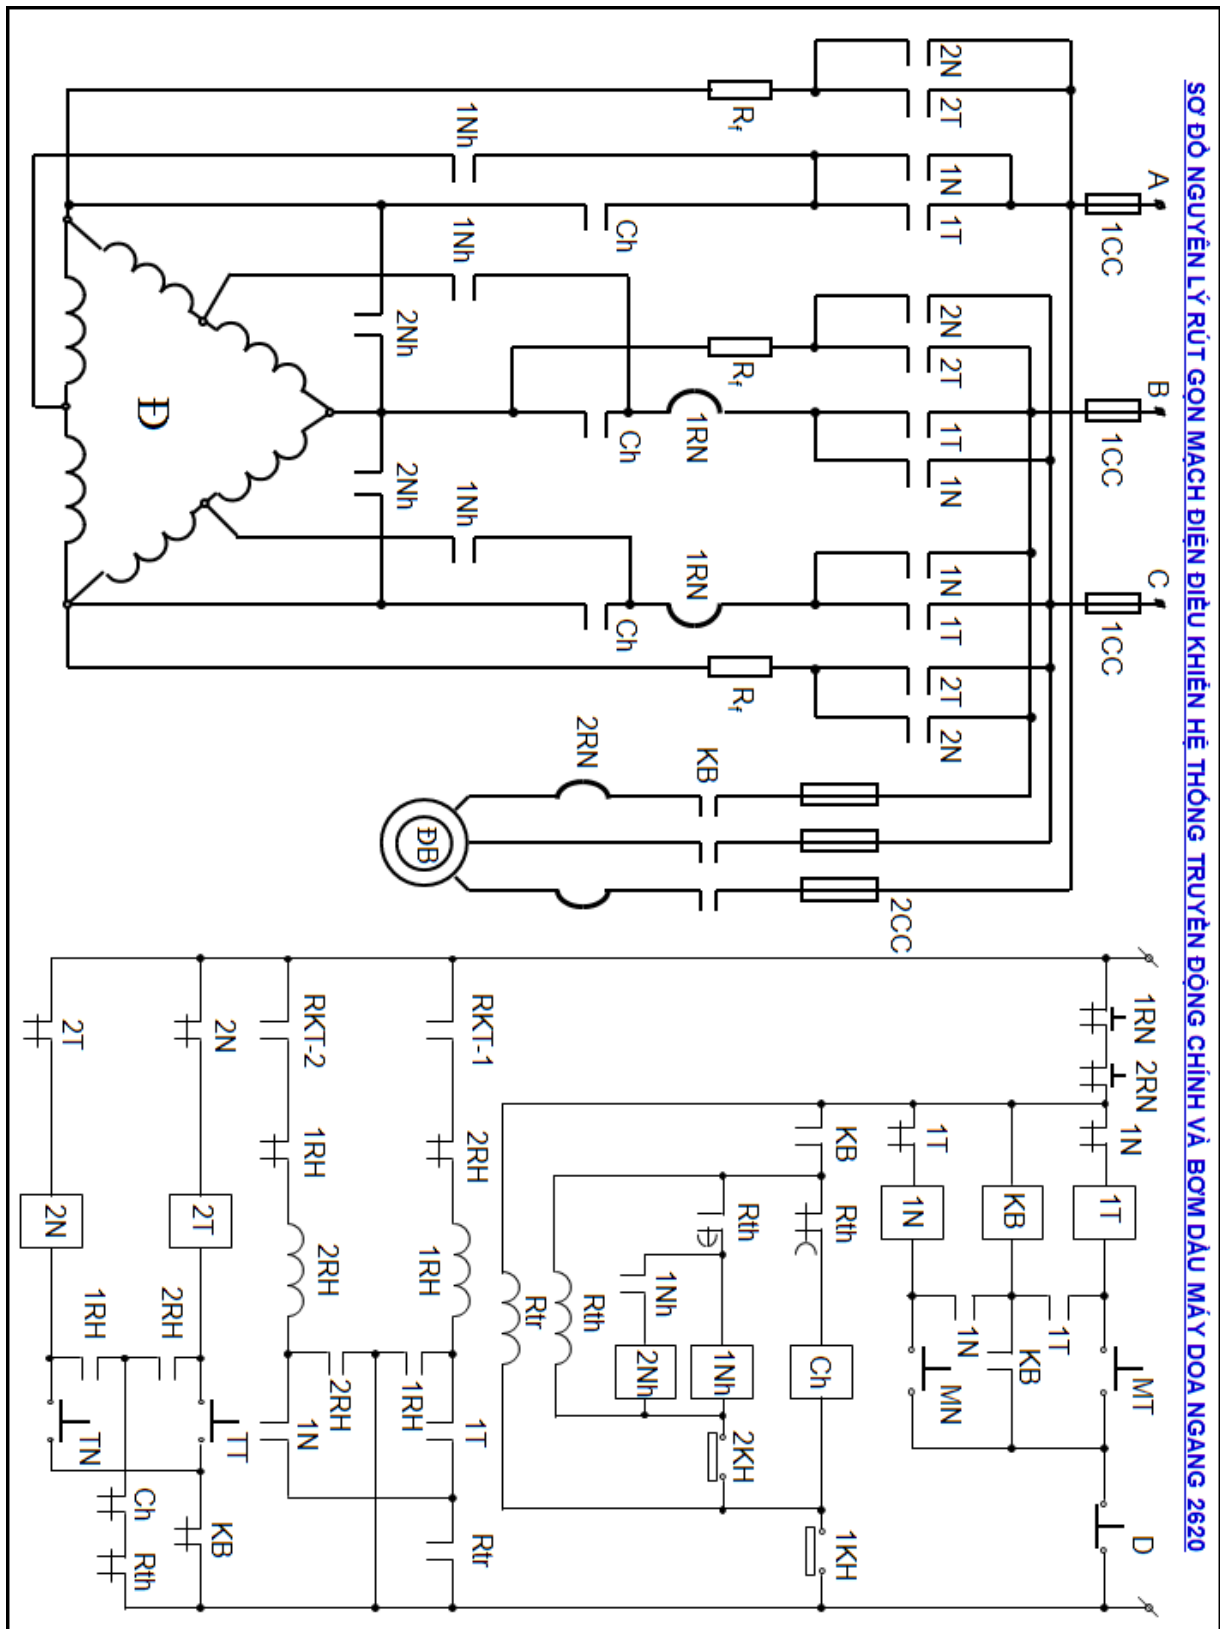 SƠ ĐỒ NGUYÊN LÝ RÚT GỌN MẠCH ĐIỆN ĐIỀU KHIỂN HỆ THỐNG TRUYỀN ĐỘNG CHÍNH VÀ BƠM DẦU MÁY DOA NGANG 2620
A B C
1CC 1CC 1CC
2N 2T 1N 1T 2N 2T 1T 1N 1N 1T 2T 2N
2CC
Rf Rf Rf
1RN 1RN
KB
Ch Ch Ch
2RN
1Nh 1Nh 1Nh
ĐB
2Nh 2Nh
Đ
1RN 2RN 1N 1T MT D
1T
KB
KB
1T 1N 1N MN
KB Rth Ch 1KH
Rth 1Nh 2KH
1Nh 2Nh
Rth
Rtr
RKT-1 2RH 1RH 1T Rtr
1RH
2RH
RKT-2 1RH 2RH 1N
2N 2T 2RH TT KB
Ch Rth
1RH
2T 2N TN